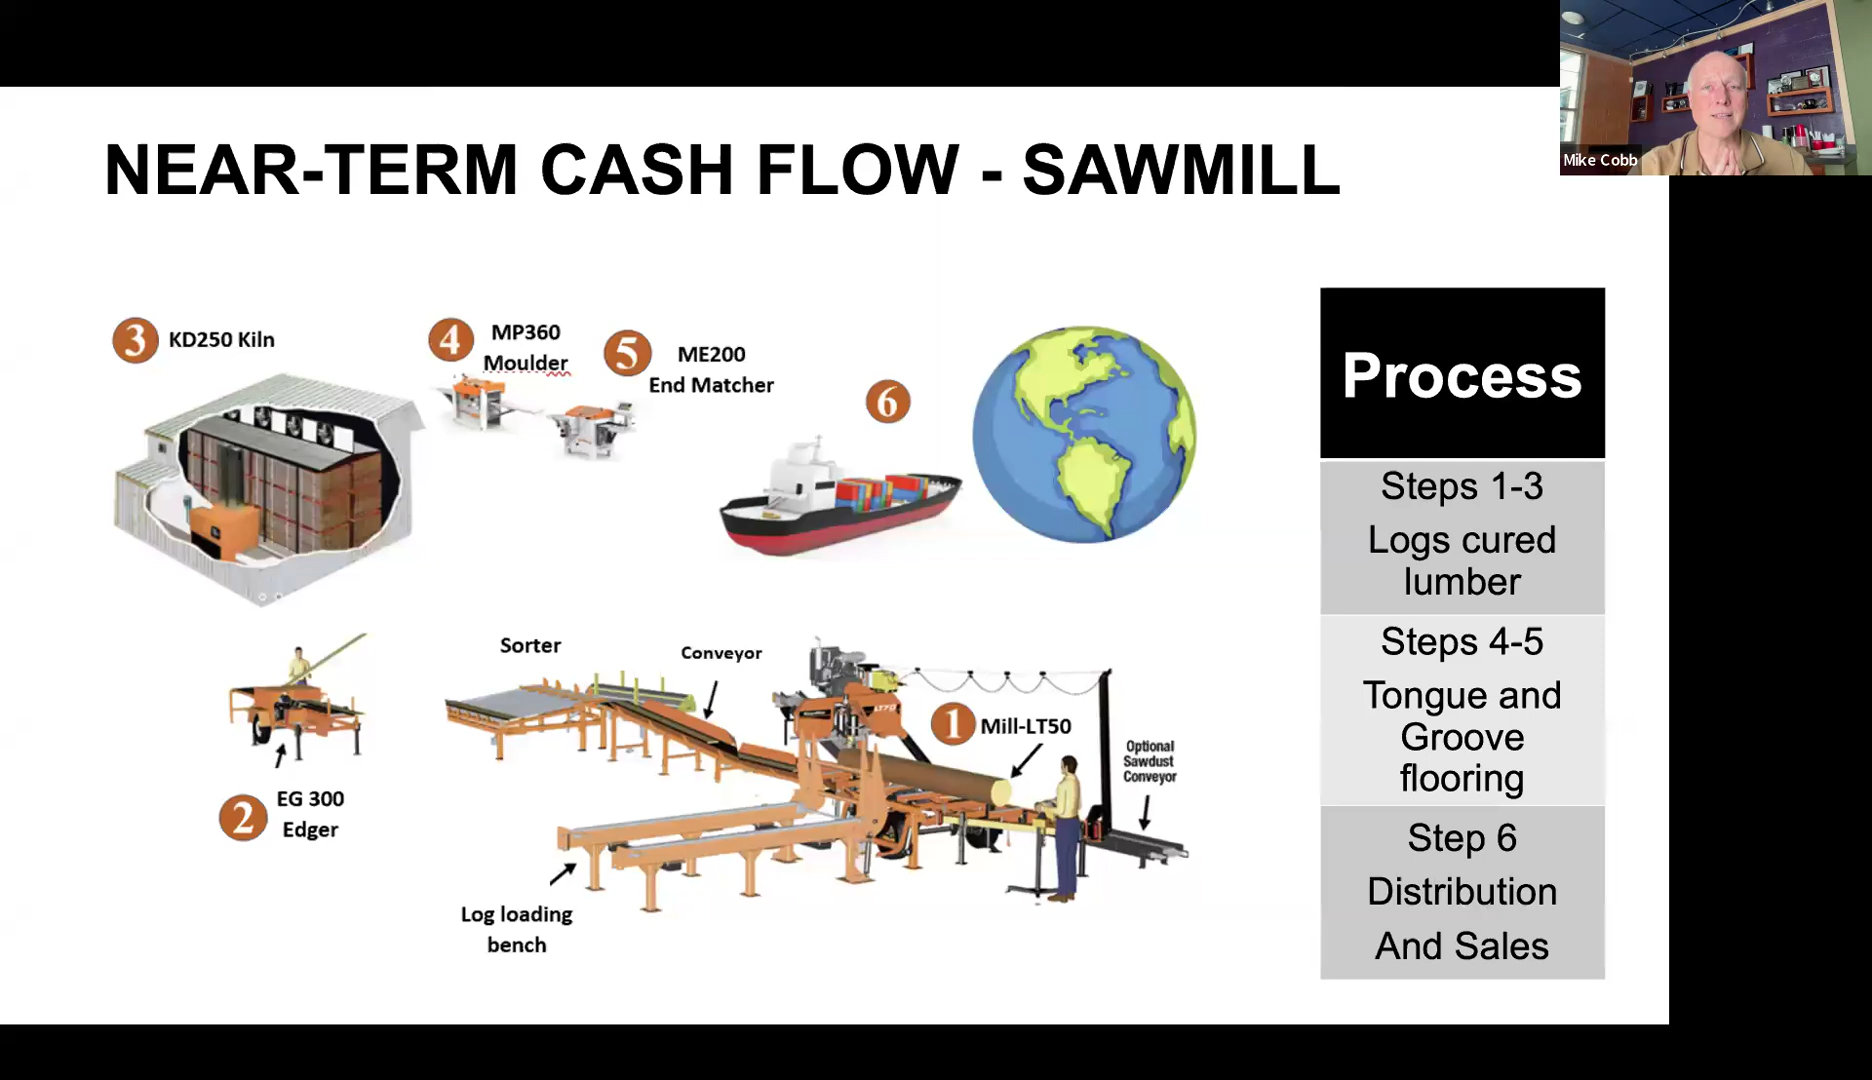 Mike Cobb
NEAR-TERM CASH FLOW - SAWMILL
3 KD250 Kiln
4 MP360
Moulder
5 ME200
End Matcher
6
Sorter
Conveyor
LT70
1 Mill-LT50
Optional
Sawdust
Conveyor
2 EG 300
Edger
Log loading
bench
Process
Steps 1-3
Logs cured
lumber
Steps 4-5
Tongue and
Groove
flooring
Step 6
Distribution
And Sales